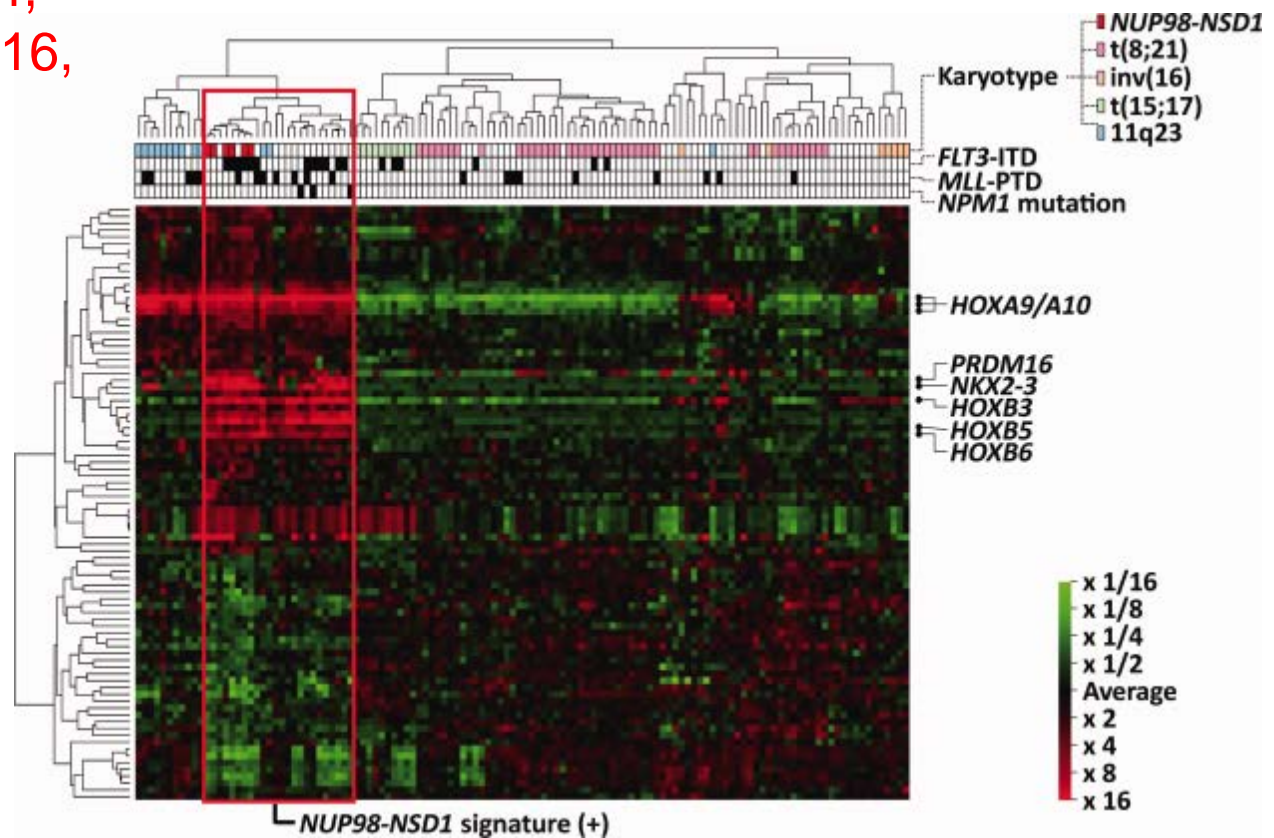 16,
NUP98-NSD1
t(8;21)
Karyotype
inv(16)
t(15;17)
11q23
FLT3-ITD
MLL-PTD
NPM1 mutation
HOXA9/A10
PRDM16
NKX2-3
HOXB3
HOXB5
HOXB6
x 1/16
x 1/8
x 1/4
x 1/2
Average
x 2
x 4
x 8
x 16
NUP98-NSD1 signature (+)